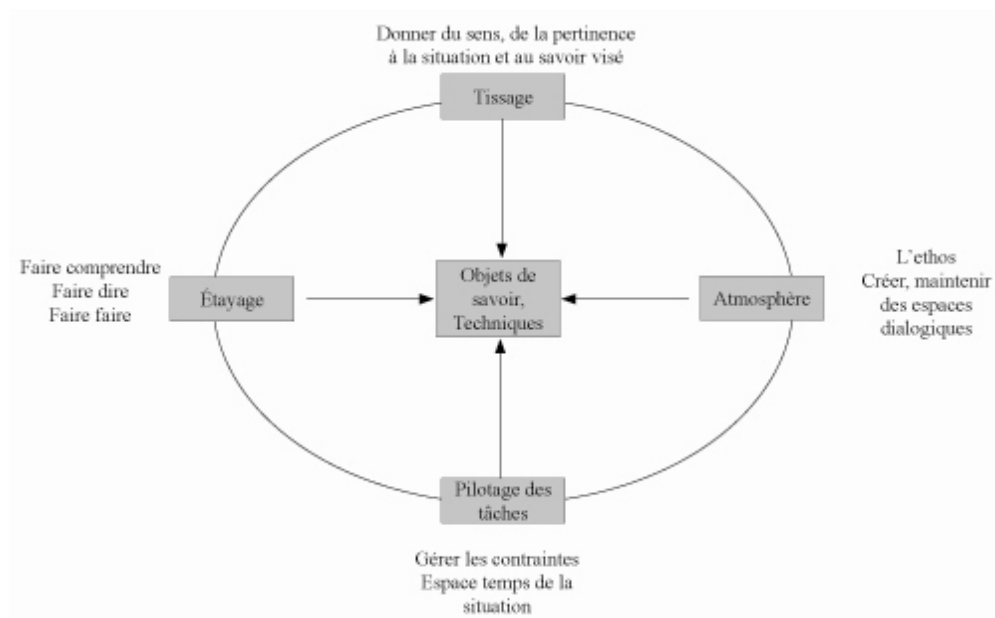 Donner du sens, de la pertinence
à la situation et au savoir visé
Tissage
Faire comprendre
Faire dire
Faire faire
Étayage
Objets de
savoir,
Techniques
Atmosphère
L'ethos
Créer, maintenir
des espaces
dialogiques
Pilotage des
tâches
Gérer les contraintes
Espace temps de la
situation